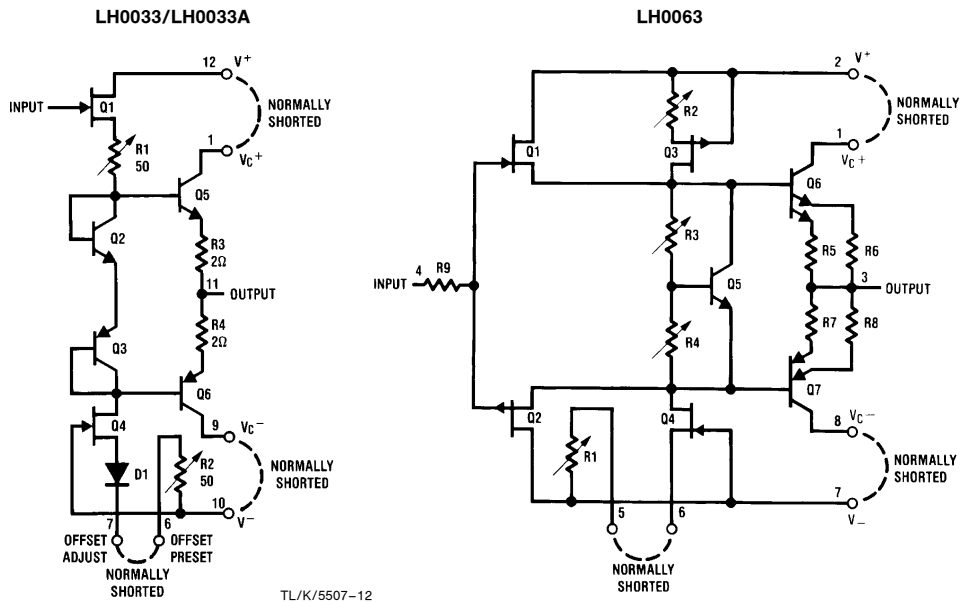 LH0033/LH0033A
12
V+
INPUT
Q1
NORMALLY
SHORTED
R1
50
1
VC+
Q5
Q2
R3
2Ω
11
OUTPUT
R4
2Ω
Q3
Q6
Q4
9
VC−
D1
R2
50
NORMALLY
SHORTED
10
V−
7
6
OFFSET
ADJUST
OFFSET
PRESET
NORMALLY
SHORTED
TL/K/5507–12
LH0063
2
V+
R2
NORMALLY
SHORTED
Q1
Q3
1
VC+
Q6
R3
R5
R6
4
R9
INPUT
Q5
3
OUTPUT
R4
R7
R8
Q7
Q2
Q4
8
VC−
R1
NORMALLY
SHORTED
7
V−
5
6
NORMALLY
SHORTED